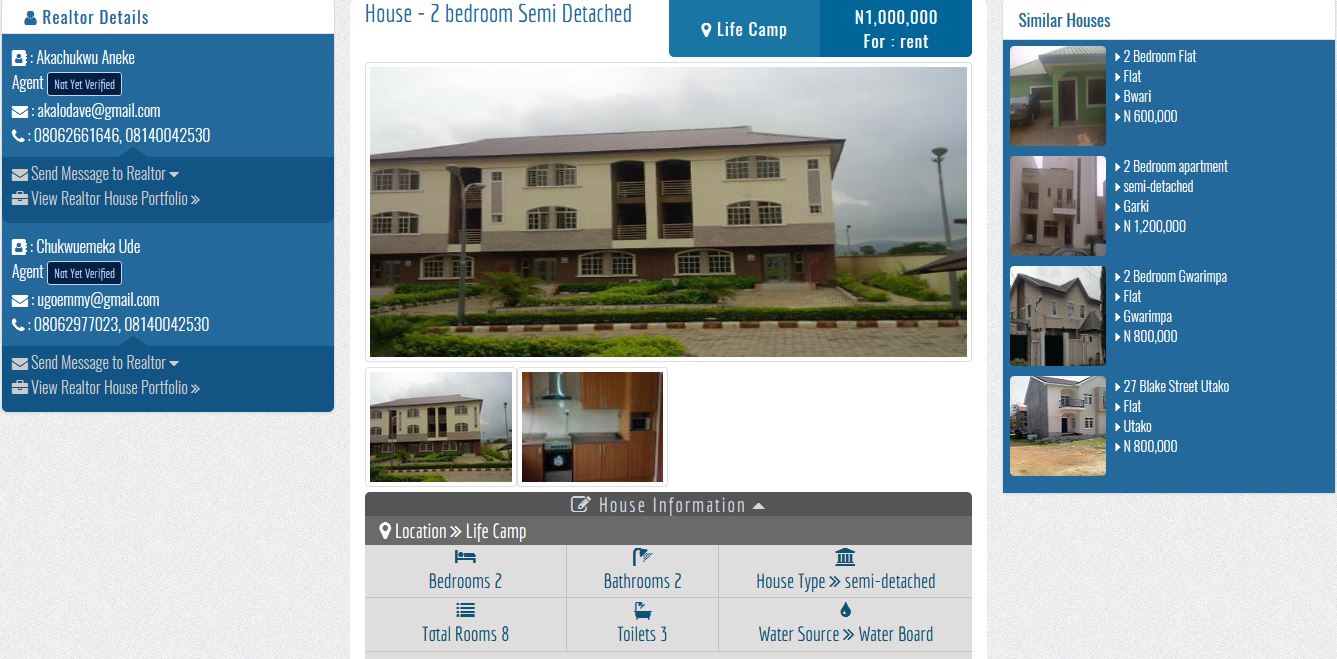 Realtor Details
: Akachukwu Aneke
Agent Not Yet Verified
: akalodave@gmail.com
: 08062661646, 08140042530
Send Message to Realtor
View Realtor House Portfolio »
: Chukwuemeka Ude
Agent Not Yet Verified
: ugoemmy@gmail.com
: 08062977023, 08140042530
Send Message to Realtor
View Realtor House Portfolio »
House - 2 bedroom Semi Detached
Life Camp
N1,000,000
For : rent
House Information
Location » Life Camp
Bedrooms 2
Bathrooms 2
House Type » semi-detached
Total Rooms 8
Toilets 3
Water Source » Water Board
Similar Houses
2 Bedroom Flat
Flat
Bwari
N 600,000
2 Bedroom apartment
semi-detached
Garki
N 1,200,000
2 Bedroom Gwarimpa
Flat
Gwarimpa
N 800,000
27 Blake Street Utako
Flat
Utako
N 800,000